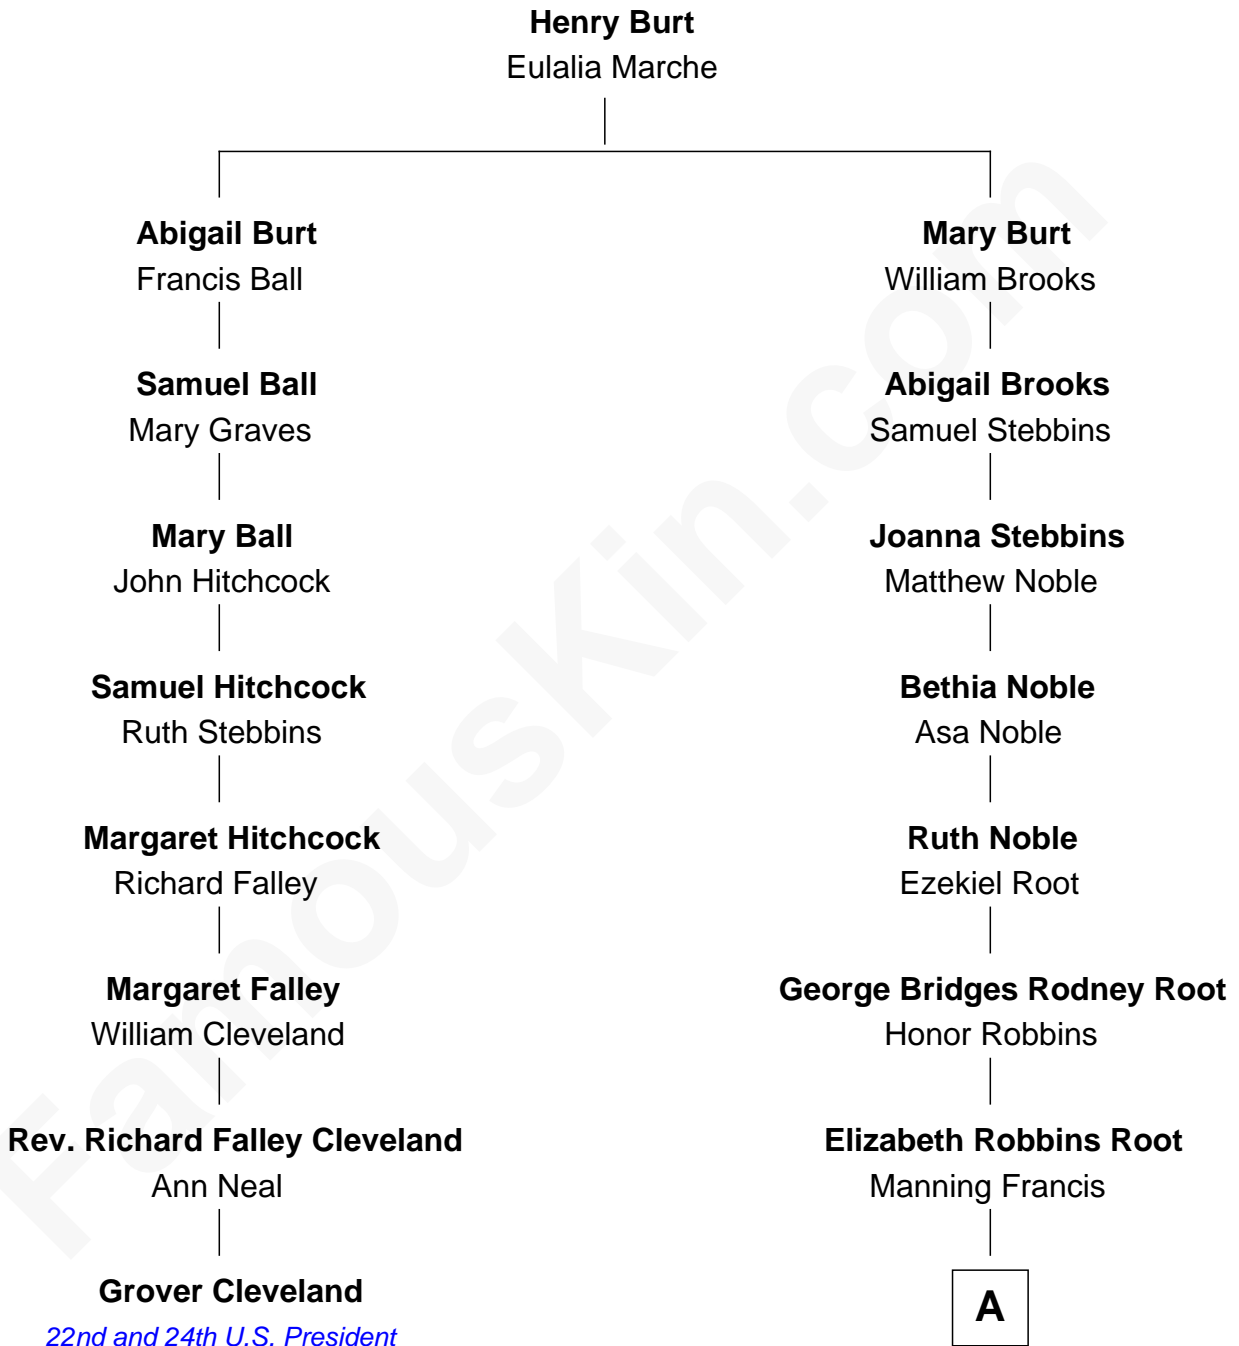 Henry Burt
Eulalia Marche
Abigail Burt
Francis Ball
Mary Burt
William Brooks
Samuel Ball
Mary Graves
Abigail Brooks
Samuel Stebbins
Mary Ball
John Hitchcock
Joanna Stebbins
Matthew Noble
Samuel Hitchcock
Ruth Stebbins
Bethia Noble
Asa Noble
Margaret Hitchcock
Richard Falley
Ruth Noble
Ezekiel Root
Margaret Falley
William Cleveland
George Bridges Rodney Root
Honor Robbins
Rev. Richard Falley Cleveland
Ann Neal
Elizabeth Robbins Root
Manning Francis
Grover Cleveland
22nd and 24th U.S. President
A
FamousKin.com